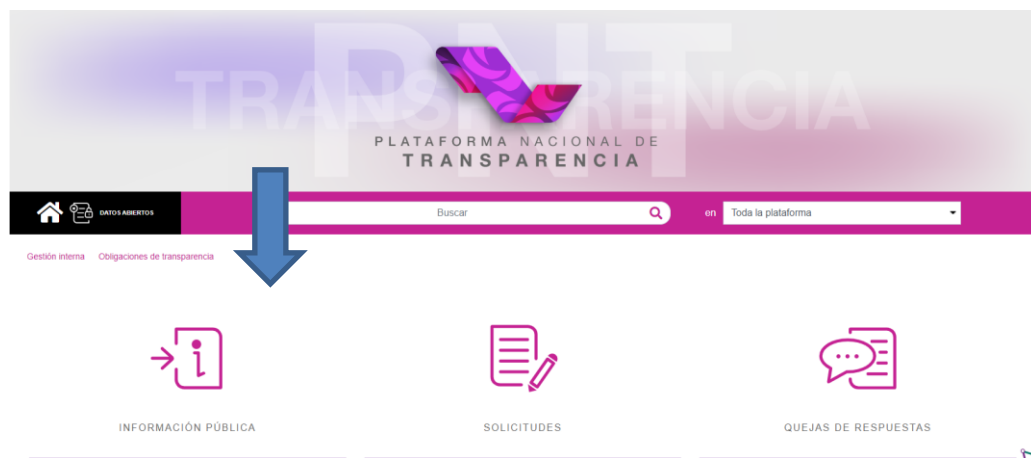 PNT
TRANSPARENCIA
PLATAFORMA NACIONAL DE
TRANSPARENCIA
DATOS ABIERTOS
Buscar
en
Toda la plataforma
Gestión interna
Obligaciones de transparencia
INFORMACIÓN PÚBLICA
SOLICITUDES
QUEJAS DE RESPUESTAS